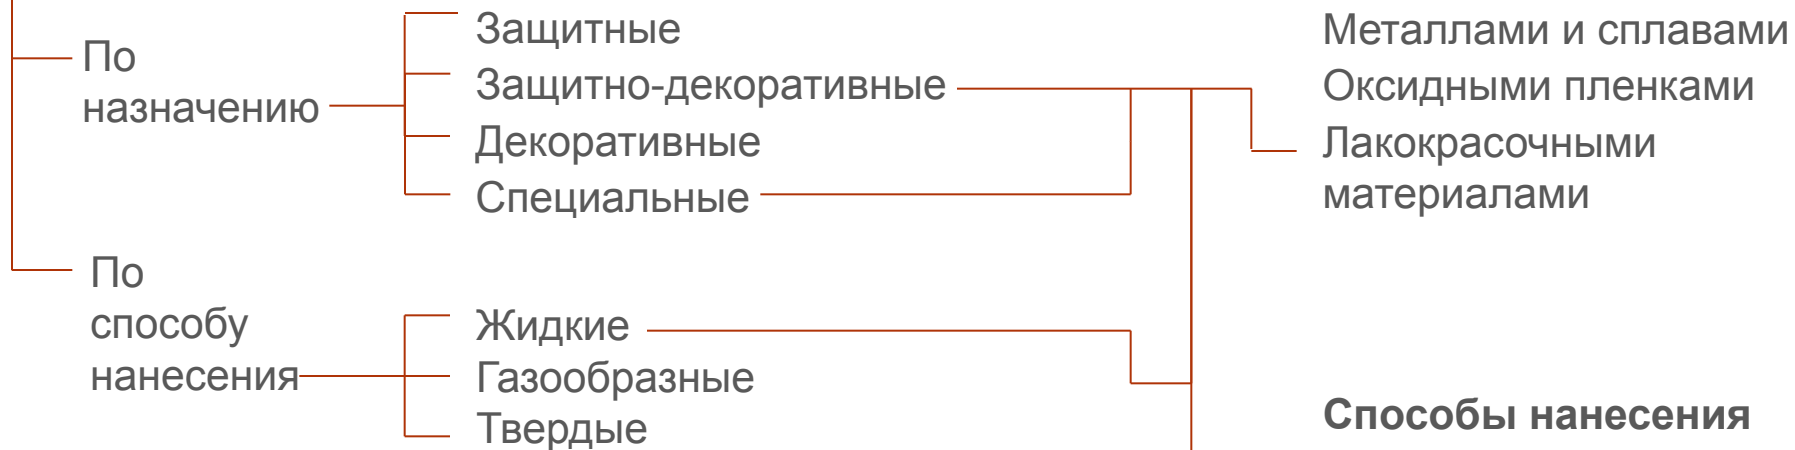 По
назначению
Защитные
Защитно-декоративные
Декоративные
Специальные
Металлами и сплавами
Оксидными пленками
Лакокрасочными
материалами
По
способу
нанесения
Жидкие
Газообразные
Твердые
Способы нанесения